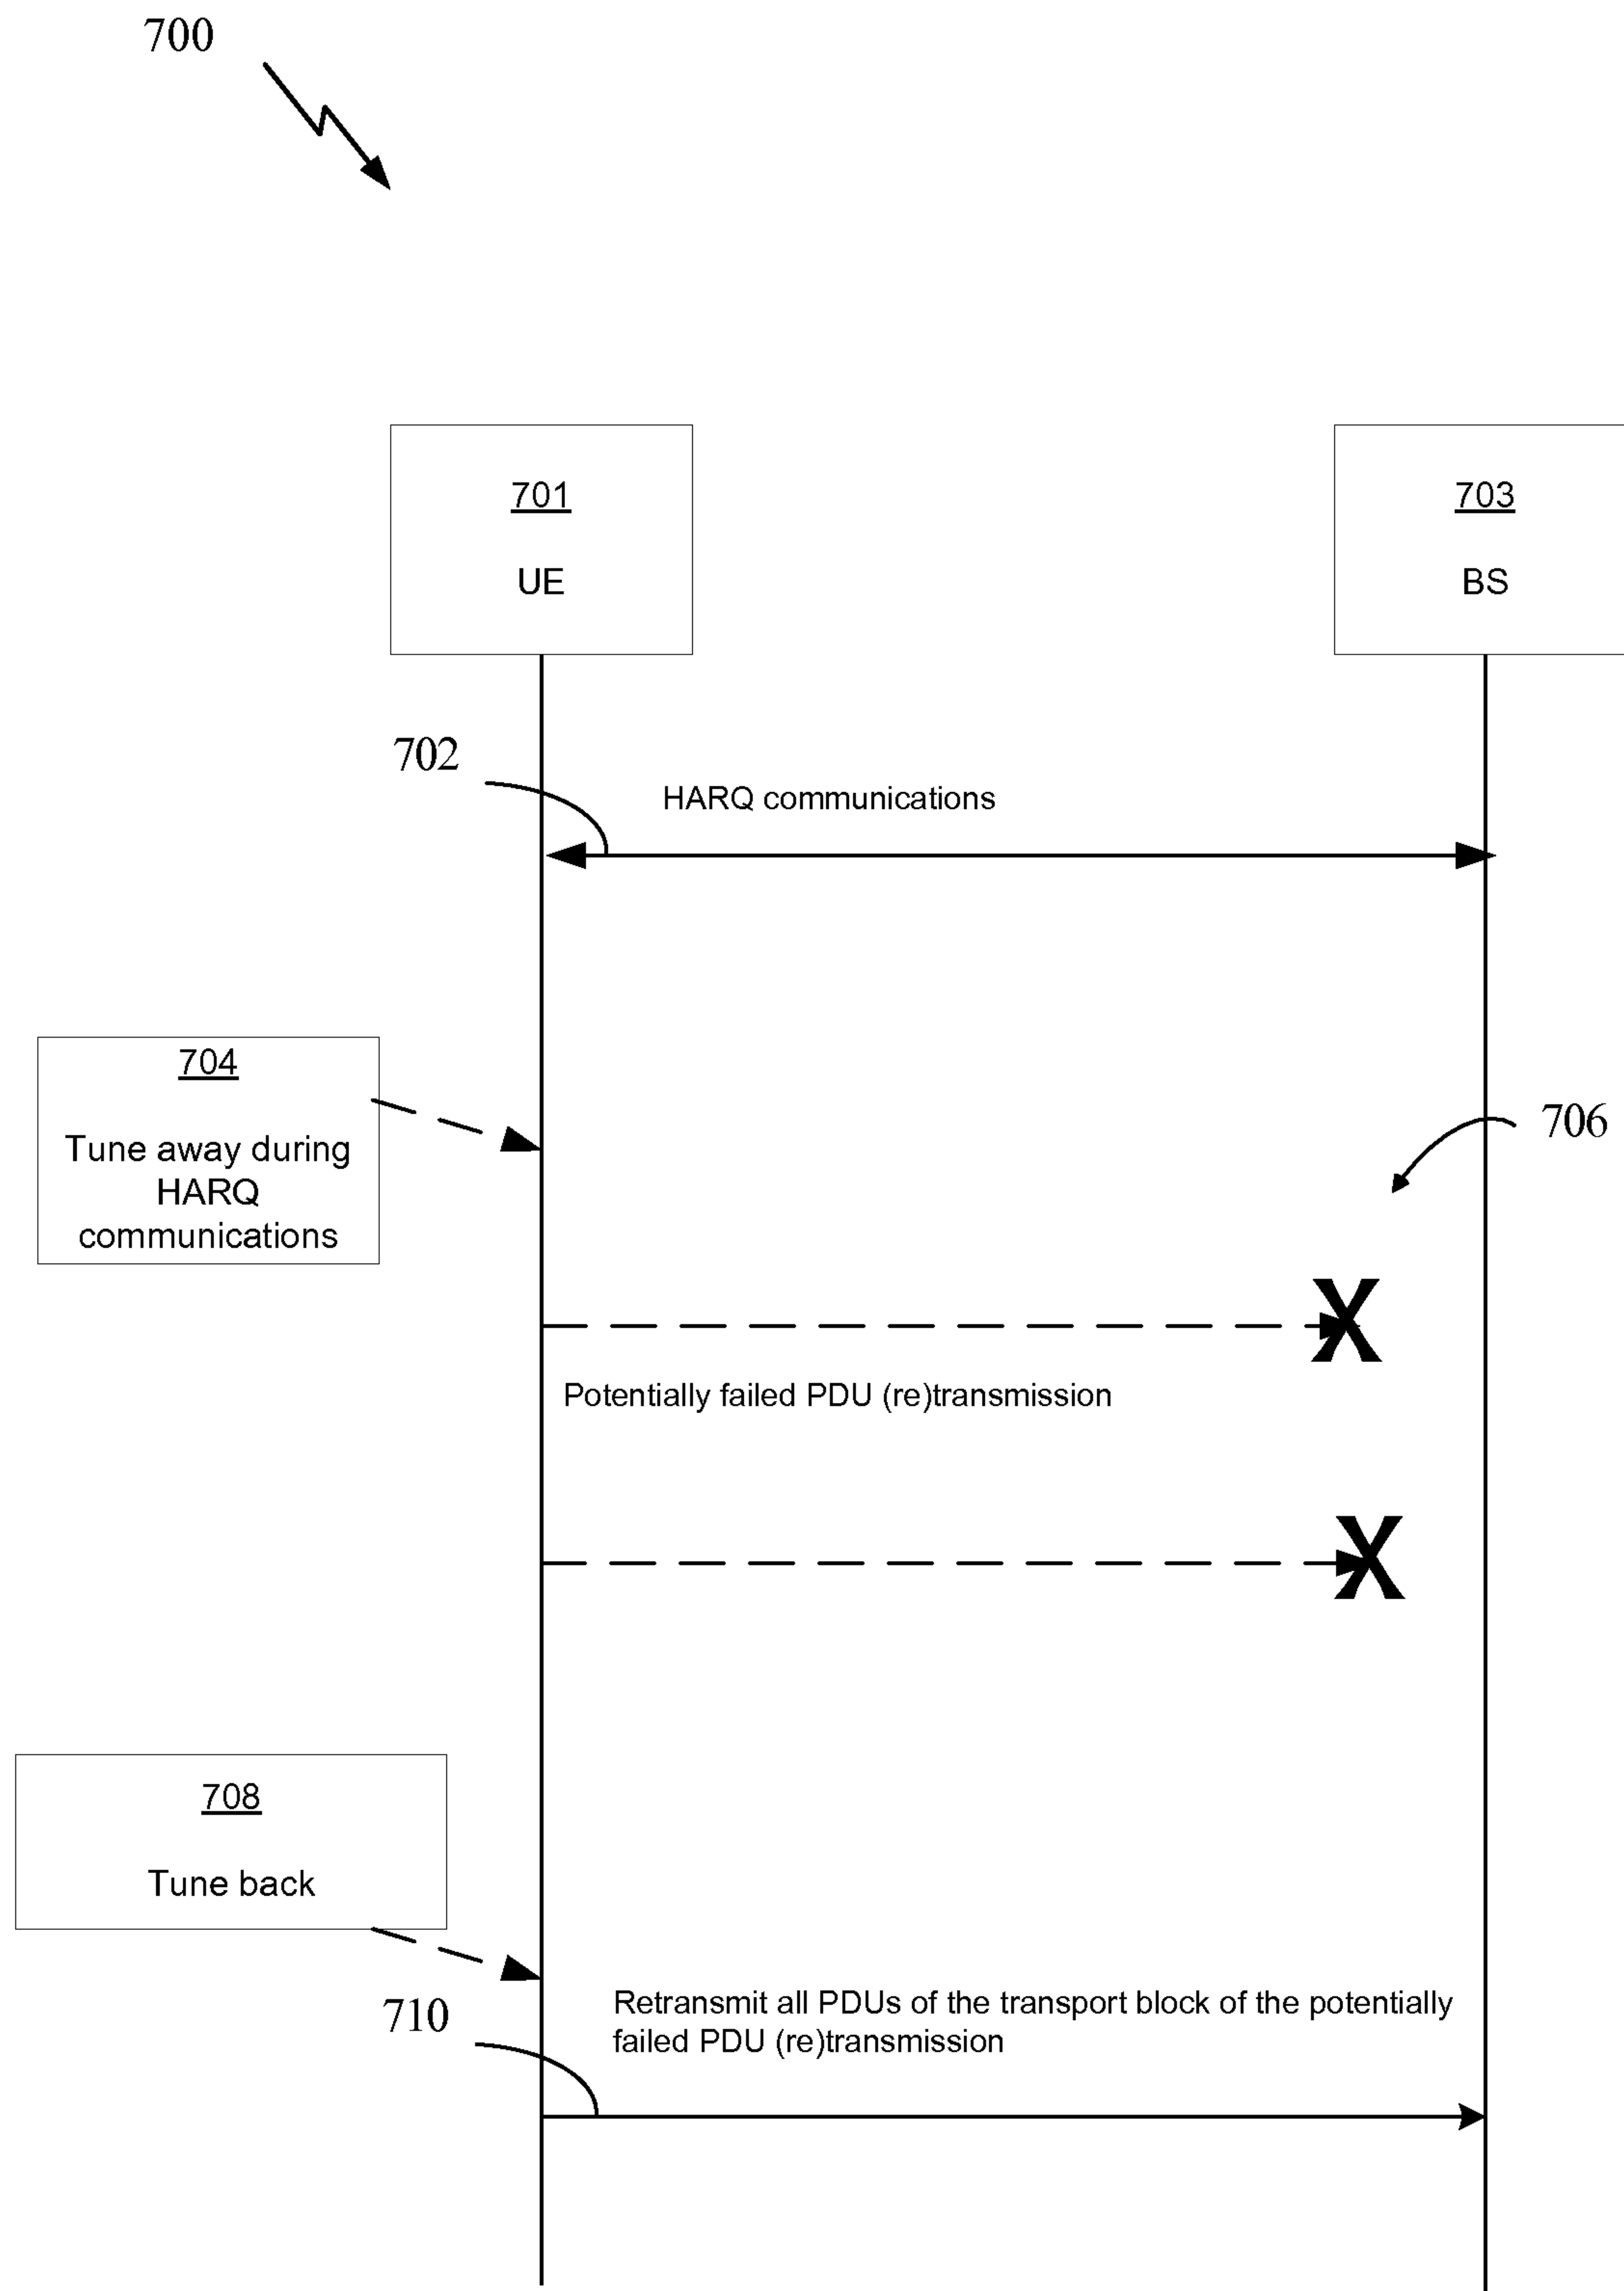 700
701
UE
703
BS
702
HARQ communications
704
Tune away during
HARQ
communications
706
X
Potentially failed PDU (re)transmission
X
708
Tune back
710
Retransmit all PDUs of the transport block of the potentially
failed PDU (re)transmission